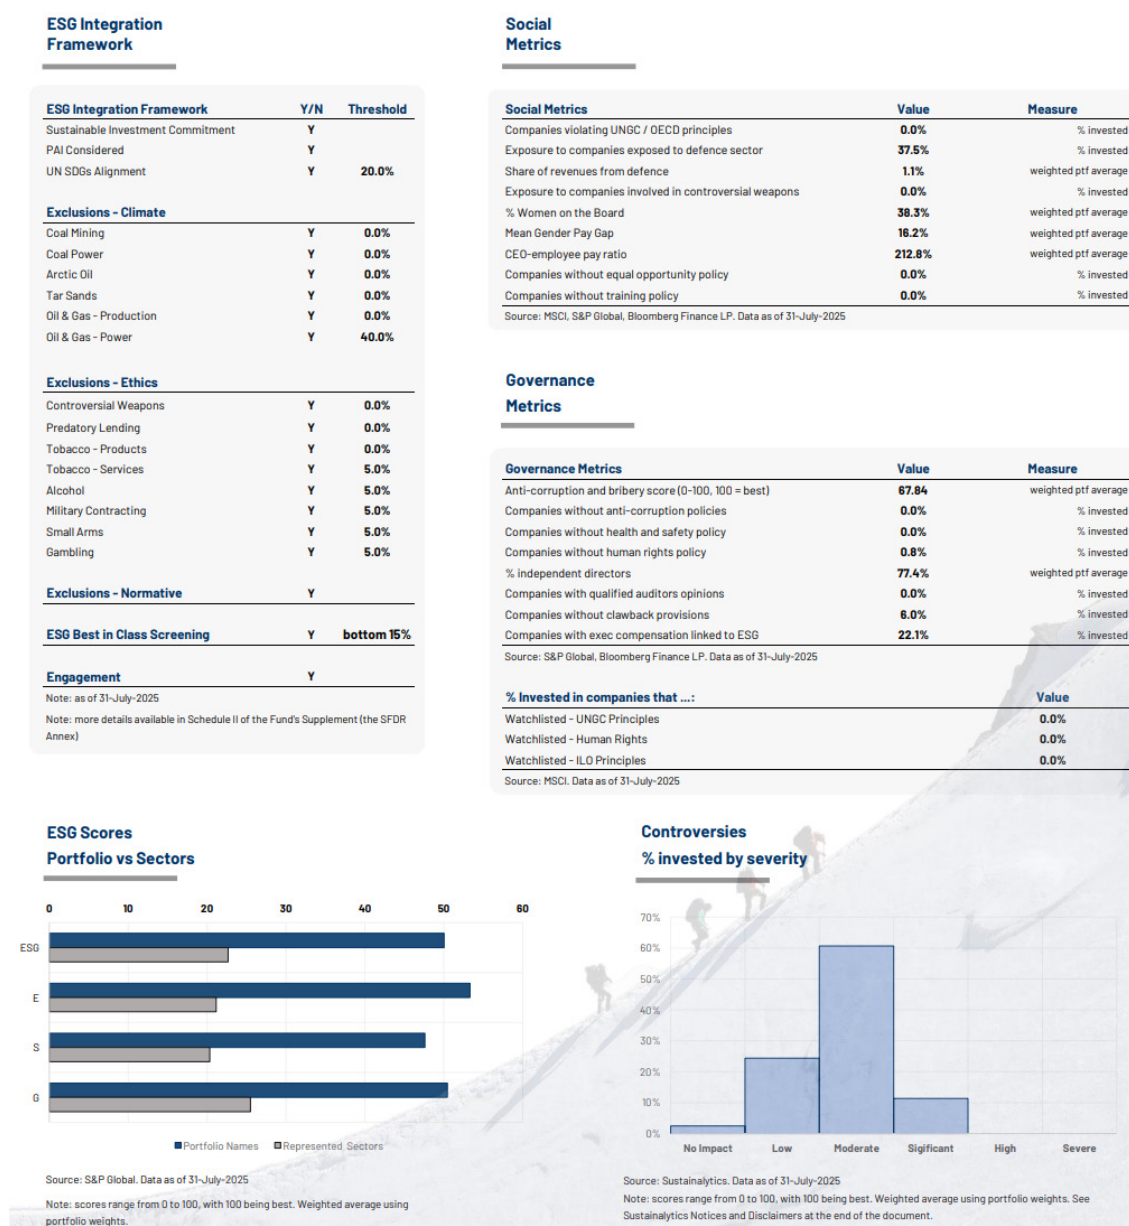 ESG Integration
Framework
ESG Integration Framework Y/N Threshold
Sustainable Investment Commitment Y
PAI Considered Y
UN SDGs Alignment Y 20.0%
Exclusions - Climate
Coal Mining Y 0.0%
Coal Power Y 0.0%
Arctic Oil Y 0.0%
Tar Sands Y 0.0%
Oil & Gas - Production Y 0.0%
Oil & Gas - Power Y 40.0%
Exclusions - Ethics
Controversial Weapons Y 0.0%
Predatory Lending Y 0.0%
Tobacco - Products Y 0.0%
Tobacco - Services Y 5.0%
Alcohol Y 5.0%
Military Contracting Y 5.0%
Small Arms Y 5.0%
Gambling Y 5.0%
Exclusions - Normative Y
ESG Best in Class Screening Y bottom 15%
Engagement Y
Note: as of 31-July-2025
Note: more details available in Schedule II of the Fund's Supplement (the SFDR
Annex)
Social
Metrics
Social Metrics Value Measure
Companies violating UNGC / OECD principles 0.0% % invested
Exposure to companies exposed to defence sector 37.5% % invested
Share of revenues from defence 1.1% weighted ptf average
Exposure to companies involved in controversial weapons 0.0% % invested
% Women on the Board 38.3% weighted ptf average
Mean Gender Pay Gap 16.2% weighted ptf average
CEO-employee pay ratio 212.8% weighted ptf average
Companies without equal opportunity policy 0.0% % invested
Companies without training policy 0.0% % invested
Source: MSCI, S&P Global, Bloomberg Finance LP. Data as of 31-July-2025
Governance
Metrics
Governance Metrics Value Measure
Anti-corruption and bribery score (0-100, 100 = best) 67.84 weighted ptf average
Companies without anti-corruption policies 0.0% % invested
Companies without health and safety policy 0.0% % invested
Companies without human rights policy 0.8% % invested
% independent directors 77.4% weighted ptf average
Companies with qualified auditors opinions 0.0% % invested
Companies without clawback provisions 6.0% % invested
Companies with exec compensation linked to ESG 22.1% % invested
Source: S&P Global, Bloomberg Finance LP. Data as of 31-July-2025
% Invested in companies that ...: Value
Watchlisted - UNGC Principles 0.0%
Watchlisted - Human Rights 0.0%
Watchlisted - ILO Principles 0.0%
Source: MSCI. Data as of 31-July-2025
ESG Scores
Portfolio vs Sectors
0 10 20 30 40 50 60
ESG
E
S
G
Portfolio Names Represented Sectors
Source: S&P Global. Data as of 31-July-2025
Note: scores range from 0 to 100, with 100 being best. Weighted average using
portfolio weights.
Controversies
% invested by severity
70%
60%
50%
40%
30%
20%
10%
0%
No Impact Low Moderate Sigificant High Severe
Source: Sustainalytics. Data as of 31-July-2025
Note: scores range from 0 to 100, with 100 being best. Weighted average using portfolio weights. See
Sustainalytics Notices and Disclaimers at the end of the document.